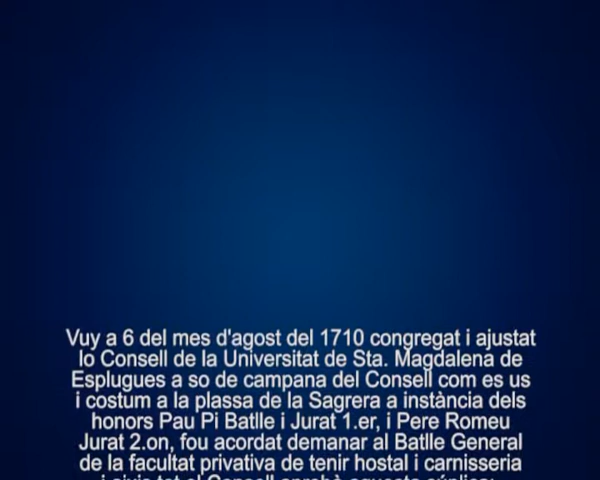 Vuy a 6 del mes d'agost del 1710 congregat i ajustat
lo Consell de la Universitat de Sta. Magdalena de
Esplugues a so de campana del Consell com es us
i costum a la plassa de la Sagrera a instància dels
honors Pau Pi Batlle i Jurat 1.er, i Pere Romeu
Jurat 2.on, fou acordat demanar al Batlle General
de la facultat privativa de tenir hostal i carnisseria